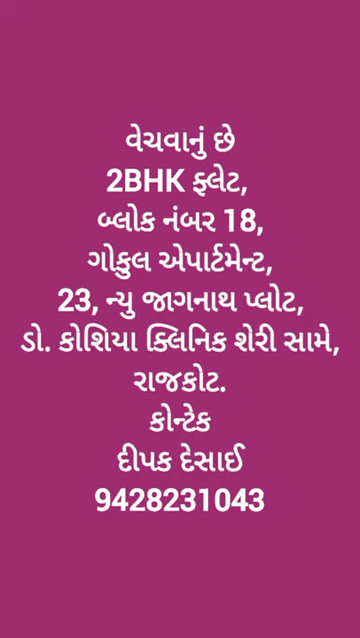 વેચવાનું છે
2BHK ફ્લેટ,
બ્લોક નંબર 18,
ગોકુલ એપાર્ટમેન્ટ,
23, ન્યુ જાગનાથ પ્લોટ,
ડો. કોશિયા ક્લિનિક શેરી સામે,
રાજકોટ.
કોન્ટેક
દીપક દેસાઈ
9428231043